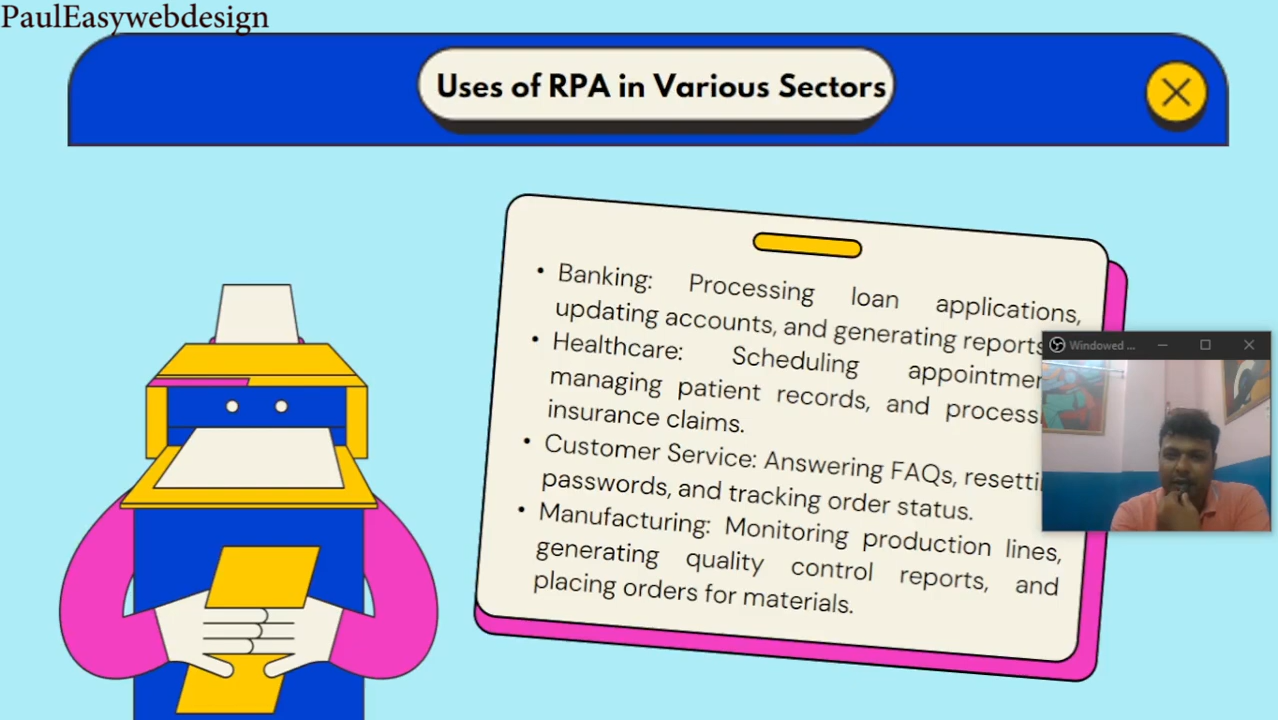 PaulEasywebdesign
Uses of RPA in Various Sectors
• Banking: Processing loan applications,
updating accounts, and generating reports
• Healthcare: Scheduling
managing patient records, and
insurance claims.
• Customer Service: Answering FAQs,
passwords, and tracking order status.
• Manufacturing: Monitoring production lines,
generating quality control reports, and
placing orders for materials.
Windowed ...